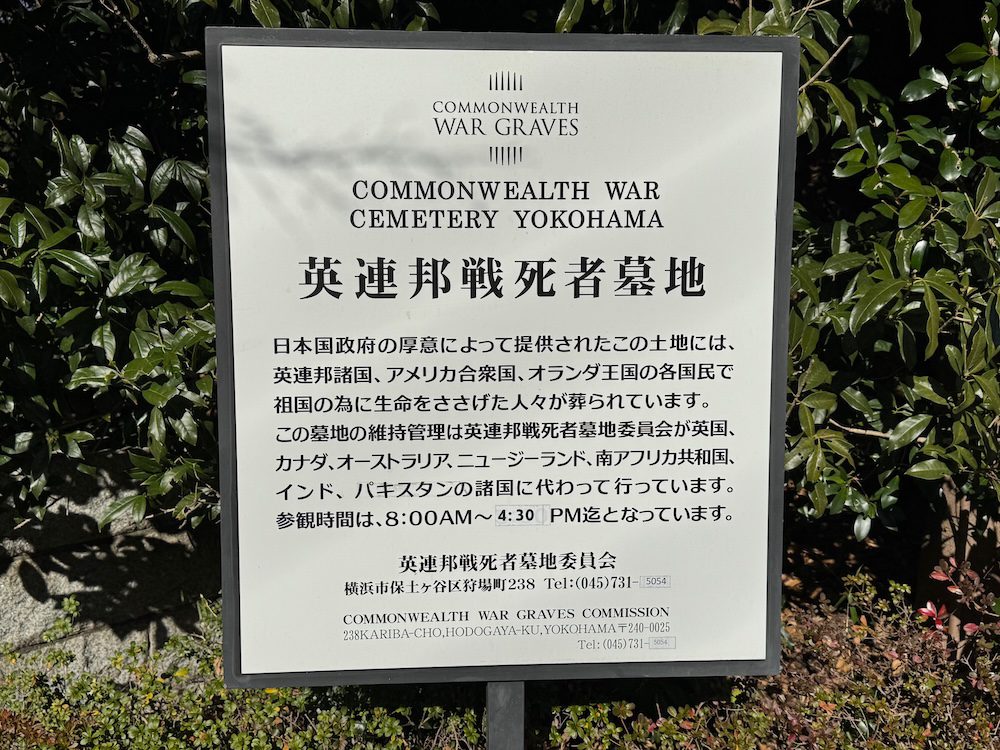 COMMONWEALTH
WAR GRAVES
COMMONWEALTH WAR
CEMETERY YOKOHAMA
英連邦戦死者墓地
日本国政府の厚意によって提供されたこの土地には、
英連邦諸国、アメリカ合衆国、オランダ王国の各国民で
祖国の為に生命をささげた人々が葬られています。
この墓地の維持管理は英連邦戦死者墓地委員会が英国、
カナダ、オーストラリア、ニュージーランド、南アフリカ共和国、
インド、パキスタンの諸国に代わって行っています。
参観時間は、8:00AM〜4:30 PM迄となっています。
英連邦戦死者墓地委員会
横浜市保土ヶ谷区狩場町238 Tel:(045)731-5054
COMMONWEALTH WAR GRAVES COMMISSION
238KARIBA-CHO,HODOGAYA-KU,YOKOHAMA〒240-0025
Tel:(045)731-5054